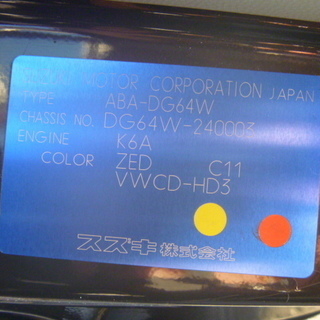 SUZUKI MOTOR CORPORATION JAPAN
TYPE ABA-DG64W
CHASSIS NO. DG64W-240003
ENGINE K6A
COLOR ZED C11
VWCD-HD3
スズキ株式会社